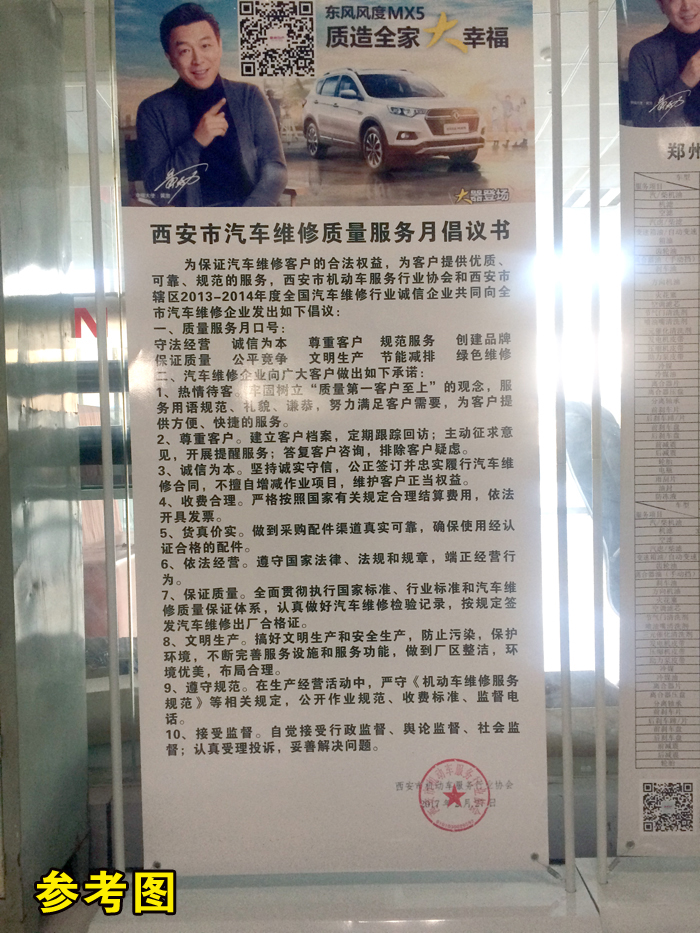 东风风度MX5
质造全家大幸福
大器登场
西安市汽车维修质量服务月倡议书
为保证汽车维修客户的合法权益，为客户提供优质、
可靠、规范的服务，西安市机动车服务行业协会和西安市
辖区2013-2014年度全国汽车维修行业诚信企业共同向全
市汽车维修企业发出如下倡议：
一、质量服务月口号：
守法经营 诚信为本 尊重客户 规范服务 创建品牌
保证质量 公平竞争 文明生产 节能减排 绿色维修
二、汽车维修企业向广大客户做出如下承诺：
1、热情待客。牢固树立“质量第一客户至上”的观念，服
务用语规范、礼貌、谦恭，努力满足客户需要，为客户提
供方便、快捷的服务。
2、尊重客户。建立客户档案，定期跟踪回访；主动征求意
见，开展提醒服务；答复客户咨询，排除客户疑虑。
3、诚信为本。坚持诚实守信，公正签订并忠实履行汽车维
修合同，不擅自增减作业项目，维护客户正当权益。
4、收费合理。严格按照国家有关规定合理结算费用，依法
开具发票。
5、货真价实。做到采购配件渠道真实可靠，确保使用经认
证合格的配件。
6、依法经营。遵守国家法律、法规和规章，端正经营行
为。
7、保证质量。全面贯彻执行国家标准、行业标准和汽车维
修质量保证体系，认真做好汽车维修检验记录，按规定签
发汽车维修出厂合格证。
8、文明生产。搞好文明生产和安全生产，防止污染，保护
环境，不断完善服务设施和服务功能，做到厂区整洁，环
境优美，布局合理。
9、遵守规范。在生产经营活动中，严守《机动车维修服务
规范》等相关规定，公开作业规范、收费标准、监督电
话。
10、接受监督。自觉接受行政监督、舆论监督、社会监
督；认真受理投诉，妥善解决问题。
西安市机动车服务行业协会
2017年
N
郑州
车型
服务项目
参考图